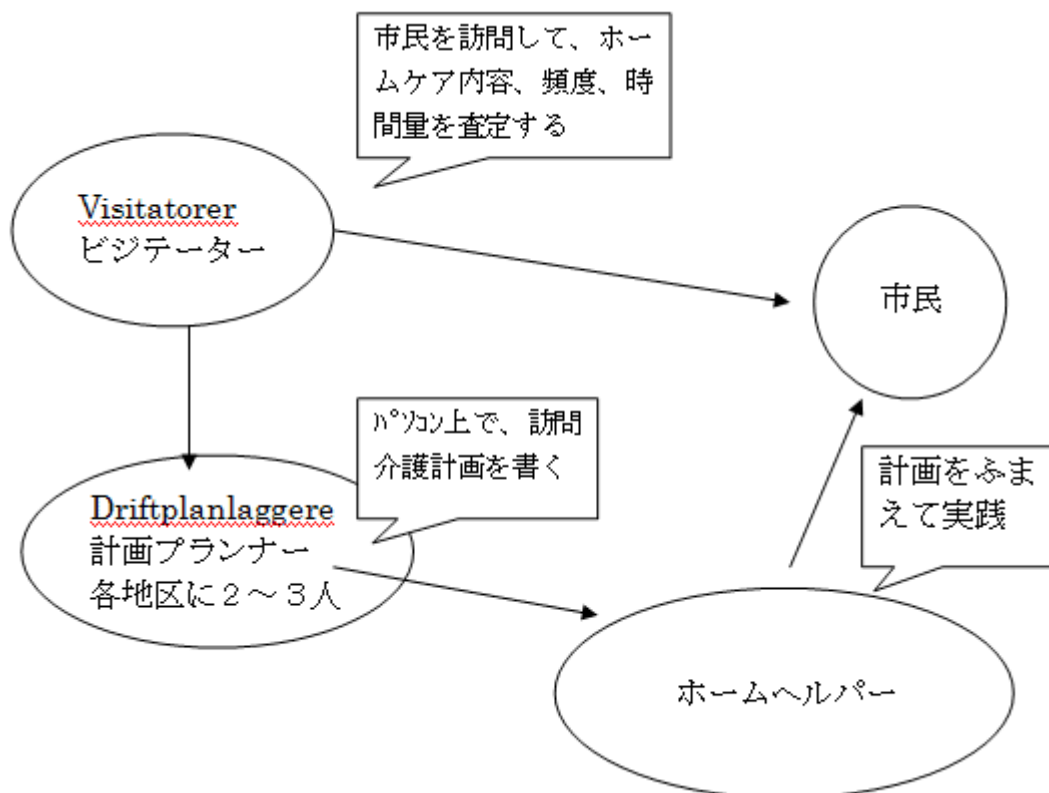 市民を訪問して、ホー
ムケア内容、頻度、時
間量を査定する
Visitatorer
ビジテーター
市民
ﾊﾟｿｺﾝ上で、訪問
介護計画を書く
計画をふま
えて実践
Driftplanlaggere
計画プランナー
各地区に２～３人
ホームヘルパー